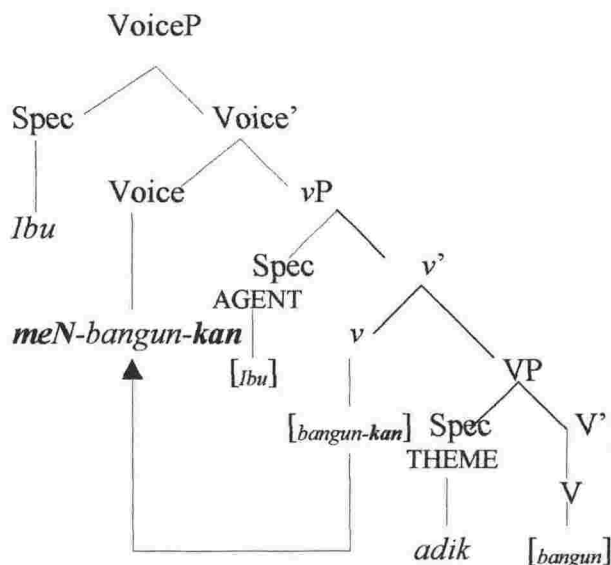 VoiceP
Spec Voice’
Voice vP
Ibu
Spec v’
AGENT
meN-bangun-kan v VP
[Ibu]
[bangun-kan] Spec V’
THEME
V
adik [bangun]